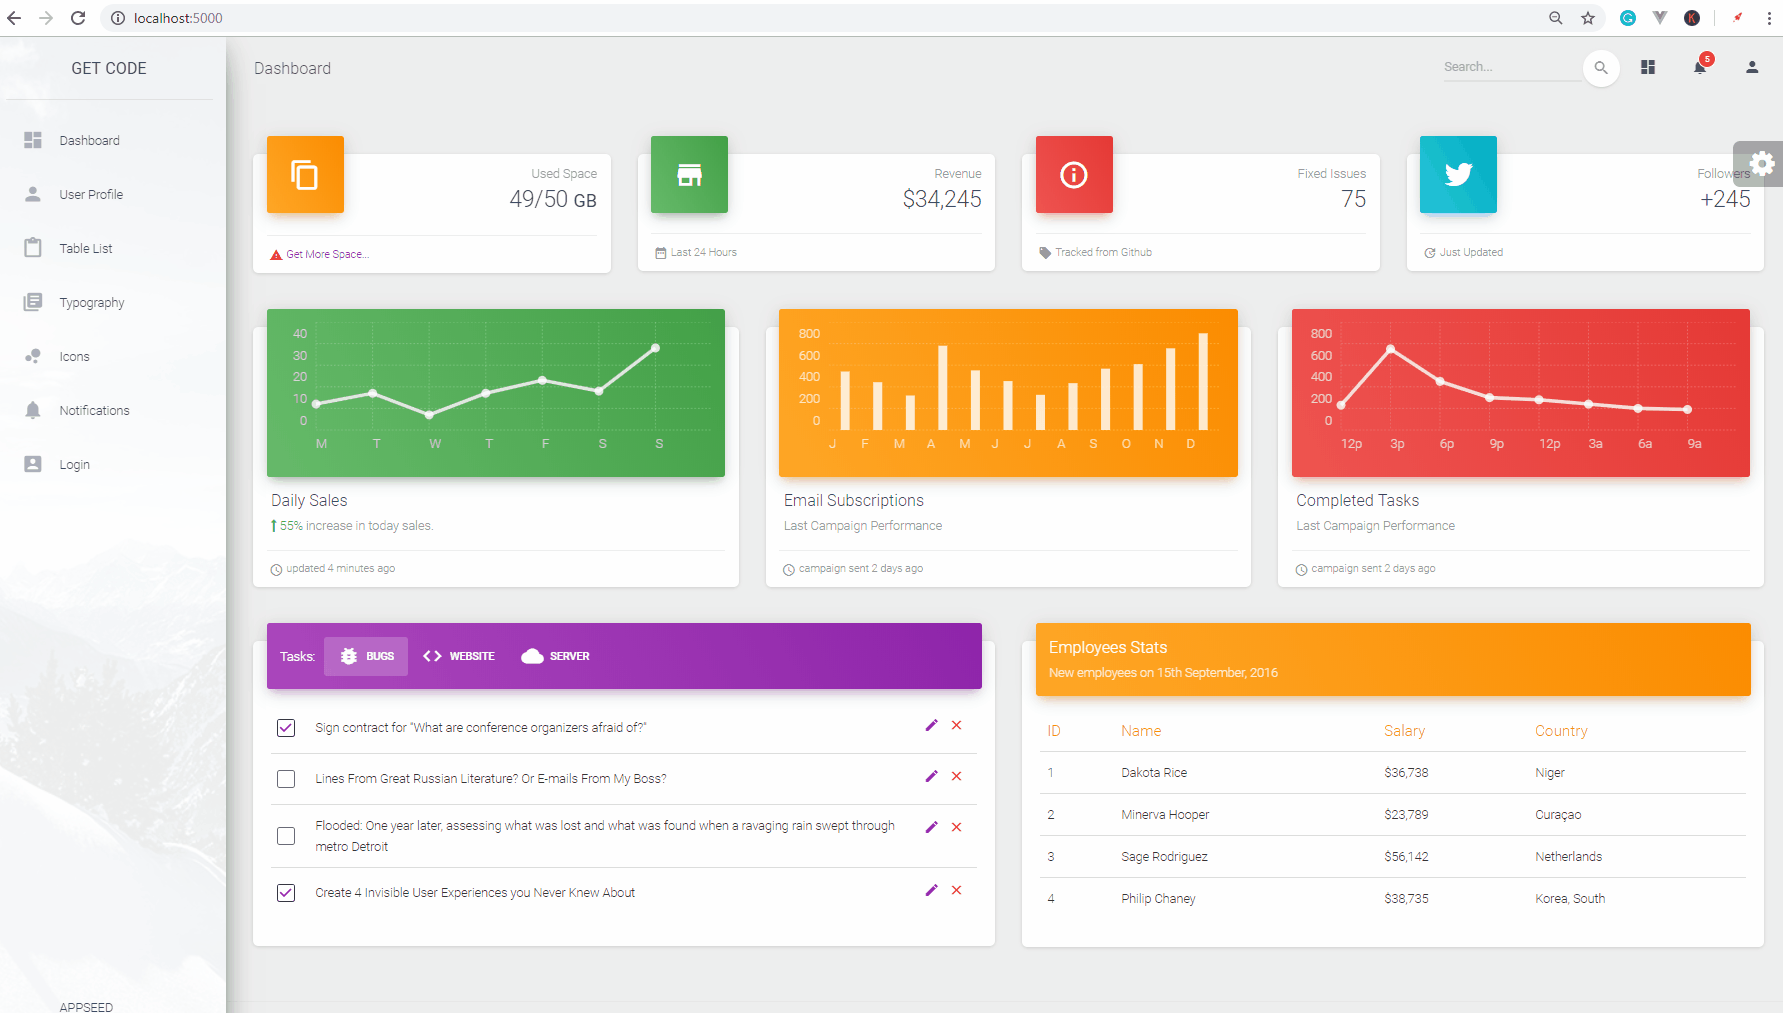 localhost:5000
GET CODE
Dashboard
User Profile
Table List
Typography
Icons
Notifications
Login
APPSEED
Dashboard
Search...
5
Used Space
49/50 GB
Get More Space...
Revenue
$34,245
Last 24 Hours
Fixed Issues
75
Tracked from Github
Followers
+245
Just Updated
40
30
20
10
0
M T W T F S S
Daily Sales
55% increase in today sales.
updated 4 minutes ago
800
600
400
200
0
J F M A M J J A S O N D
Email Subscriptions
Last Campaign Performance
campaign sent 2 days ago
800
600
400
200
0
12p 3p 6p 9p 12p 3a 6a 9a
Completed Tasks
Last Campaign Performance
campaign sent 2 days ago
Tasks: BUGS WEBSITE SERVER
Sign contract for "What are conference organizers afraid of?"
Lines From Great Russian Literature? Or E-mails From My Boss?
Flooded: One year later, assessing what was lost and what was found when a ravaging rain swept through
metro Detroit
Create 4 Invisible User Experiences you Never Knew About
Employees Stats
New employees on 15th September, 2016
ID Name Salary Country
1 Dakota Rice $36,738 Niger
2 Minerva Hooper $23,789 Curaçao
3 Sage Rodriguez $56,142 Netherlands
4 Philip Chaney $38,735 Korea, South